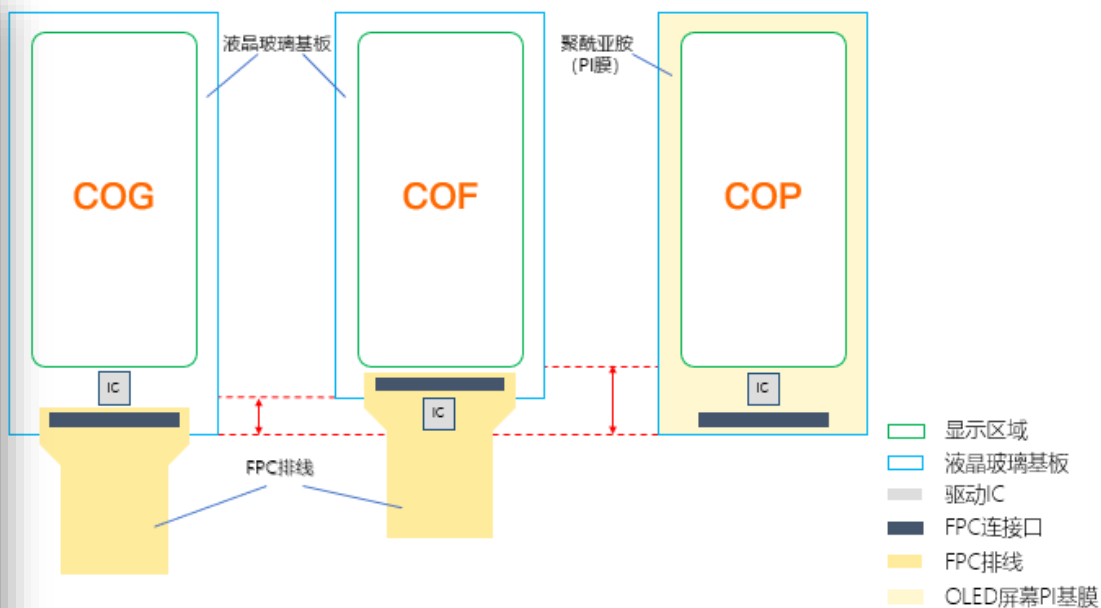 液晶玻璃基板
聚酰亚胺
（PI膜）
COG
COF
COP
IC
IC
IC
FPC排线
显示区域
液晶玻璃基板
驱动IC
FPC连接口
FPC排线
OLED屏幕PI基膜